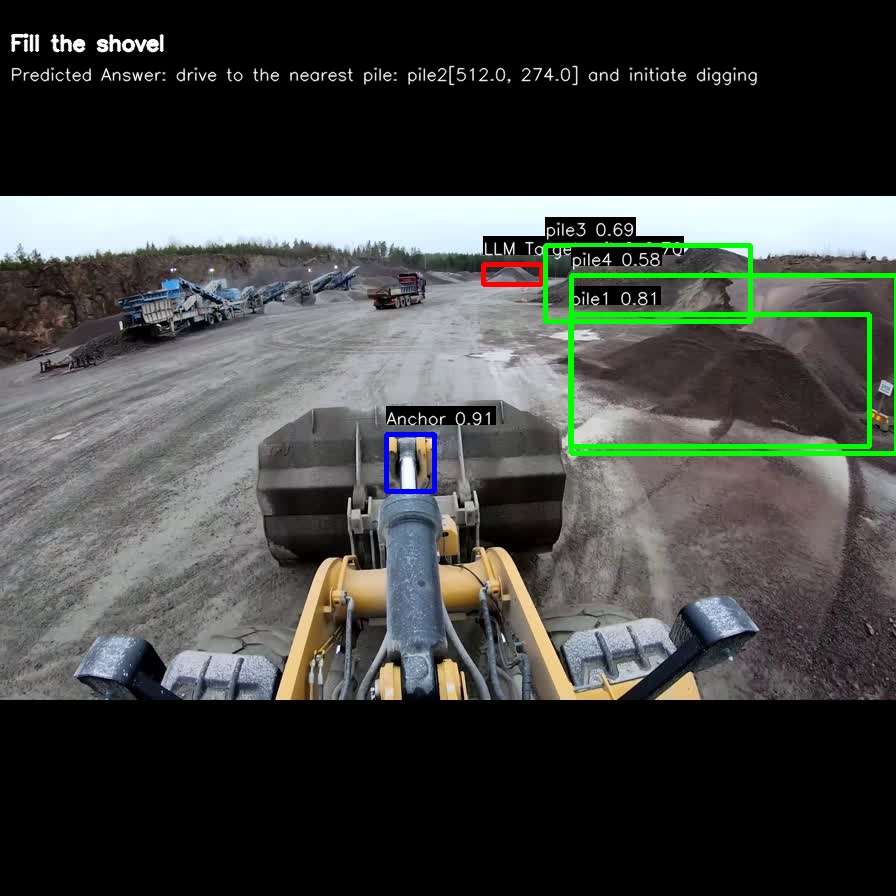 Fill the shovel
Predicted Answer: drive to the nearest pile: pile2[512.0, 274.0] and initiate digging
pile3 0.69
LLM Targe
pile4 0.58
pile1 0.81
Anchor 0.91